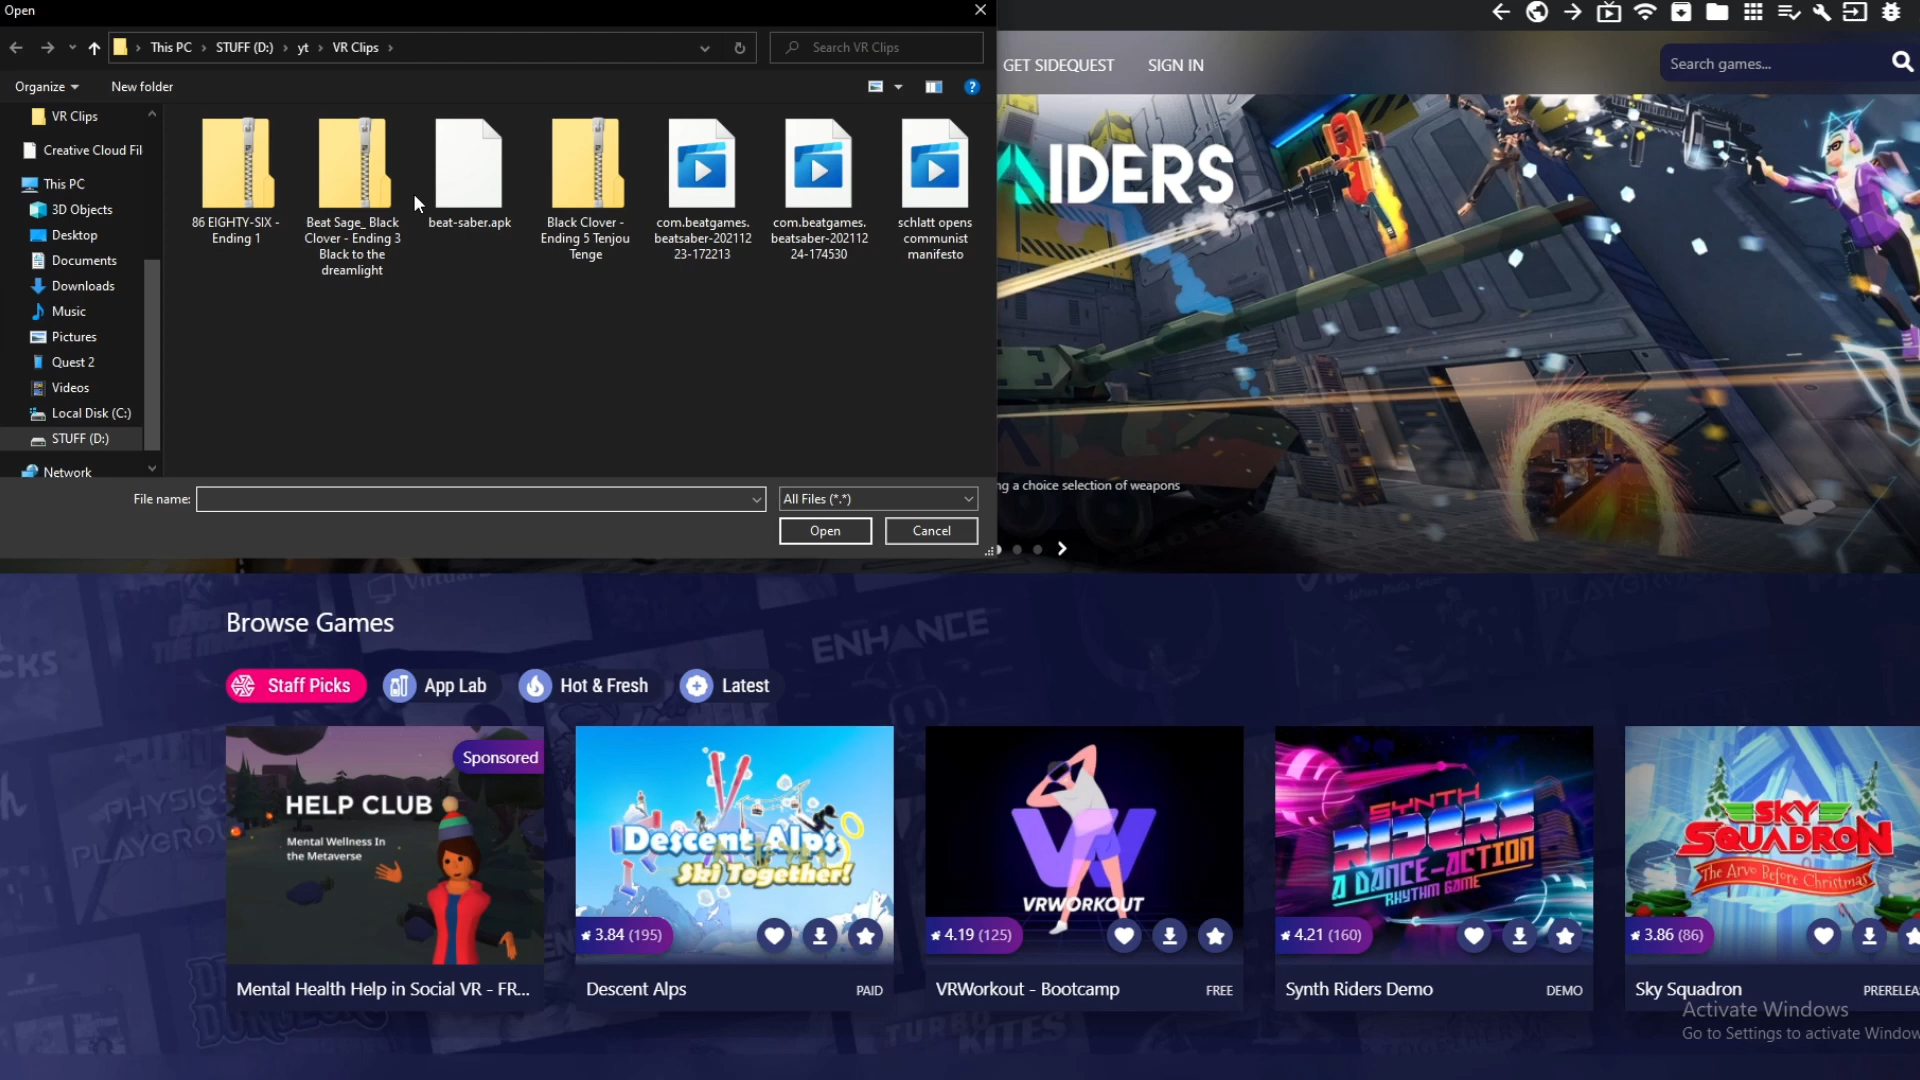 Open
This PC › STUFF (D:) › yt › VR Clips ›
Search VR Clips
Organize
New folder
VR Clips
Creative Cloud Fil
This PC
3D Objects
Desktop
Documents
Downloads
Music
Pictures
Quest 2
Videos
Local Disk (C:)
STUFF (D:)
Network
86 EIGHTY-SIX -
Ending 1
Beat Sage_ Black
Clover - Ending 3
Black to the
dreamlight
beat-saber.apk
Black Clover -
Ending 5 Tenjou
Tenge
com.beatgames.
beatsaber-202112
23-172213
com.beatgames.
beatsaber-202112
24-174530
schlatt opens
communist
manifesto
File name:
All Files (*.*)
Open
Cancel
GET SIDEQUEST
SIGN IN
Search games...
AIDERS
ng a choice selection of weapons
Browse Games
Staff Picks
App Lab
Hot & Fresh
Latest
Sponsored
HELP CLUB
Mental Wellness In
the Metaverse
Mental Health Help in Social VR - FR...
Descent Alps
Ski Together!
3.84 (195)
Descent Alps
PAID
VRWORKOUT
4.19 (125)
VRWorkout - Bootcamp
FREE
SYNTH
RIDERS
A DANCE-ACTION
RHYTHM GAME
4.21 (160)
Synth Riders Demo
DEMO
SKY
SQUADRON
The Arvo Before Christmas
3.86 (86)
Sky Squadron
PRERELEA
Activate Windows
Go to Settings to activate Window
ENHANCE
PHYSICS
PLAYGROU
TURBO
KITES